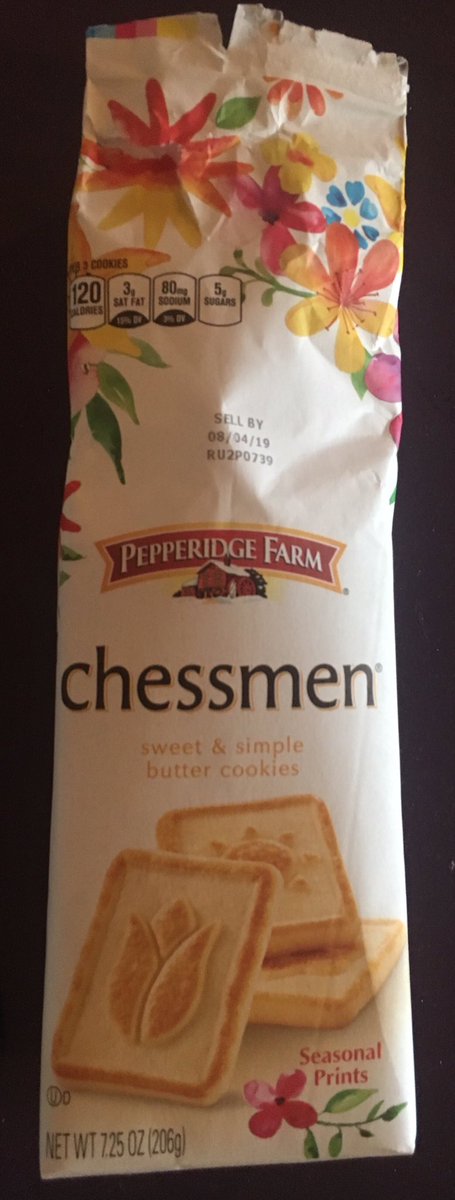 3 COOKIES
120
CALORIES
3g
SAT FAT
15% DV
80mg
SODIUM
3% DV
5g
SUGARS
SELL BY
08/04/19
RU2P0739
PEPPERIDGE FARM®
chessmen®
sweet & simple
butter cookies
Seasonal
Prints
U D
NET WT 7.25 OZ (206g)